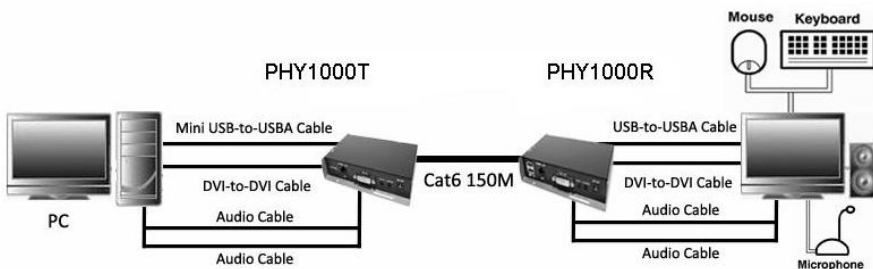 Mouse
Keyboard
PHY1000T
PHY1000R
Mini USB-to-USBA Cable
USB-to-USBA Cable
Cat6 150M
DVI-to-DVI Cable
DVI-to-DVI Cable
PC
Audio Cable
Audio Cable
Audio Cable
Audio Cable
Microphone